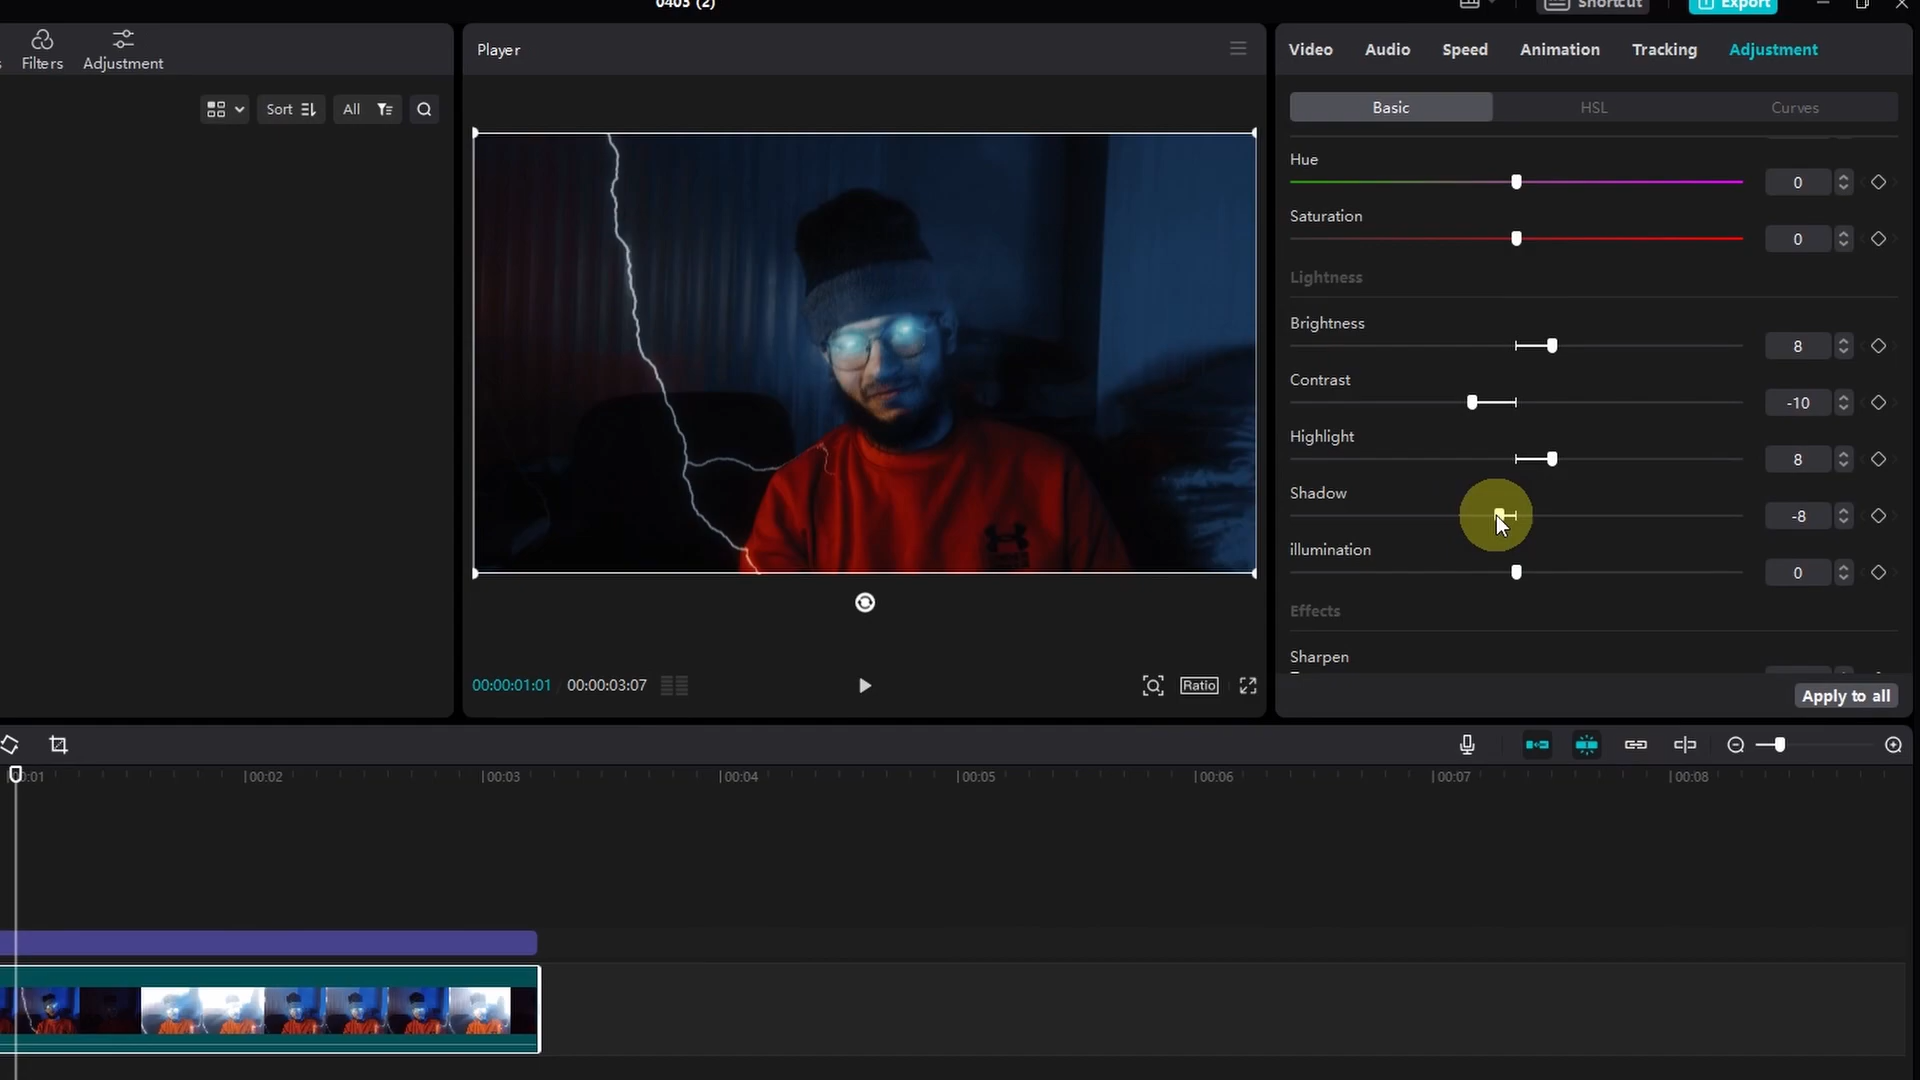 0403 (2)
Shortcut
Export
Filters
Adjustment
Player
Video
Audio
Speed
Animation
Tracking
Adjustment
Sort
All
Basic
HSL
Curves
Hue
0
Saturation
0
Lightness
Brightness
8
Contrast
-10
Highlight
8
Shadow
-8
illumination
0
Effects
Sharpen
00:00:01:01
00:00:03:07
Ratio
Apply to all
00:02
00:03
00:04
00:05
00:06
00:07
00:08